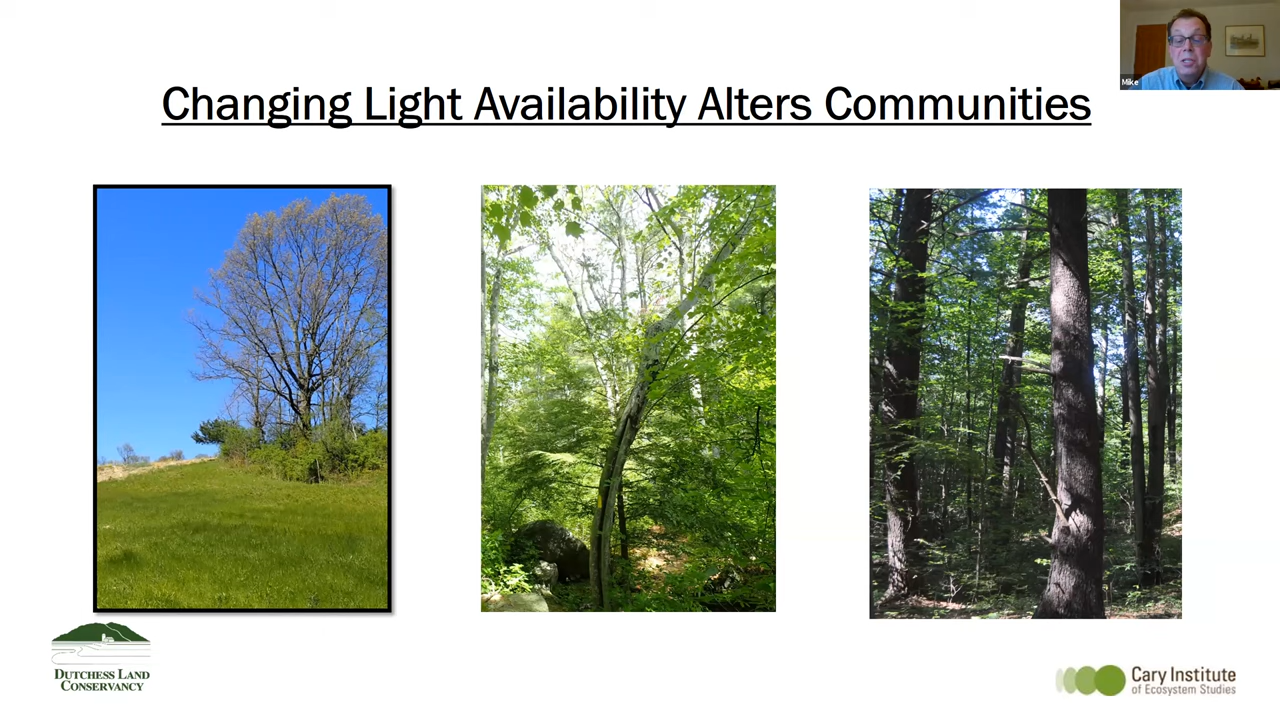 Mike
Changing Light Availability Alters Communities
DUTCHESS LAND
CONSERVANCY
Cary Institute
of Ecosystem Studies